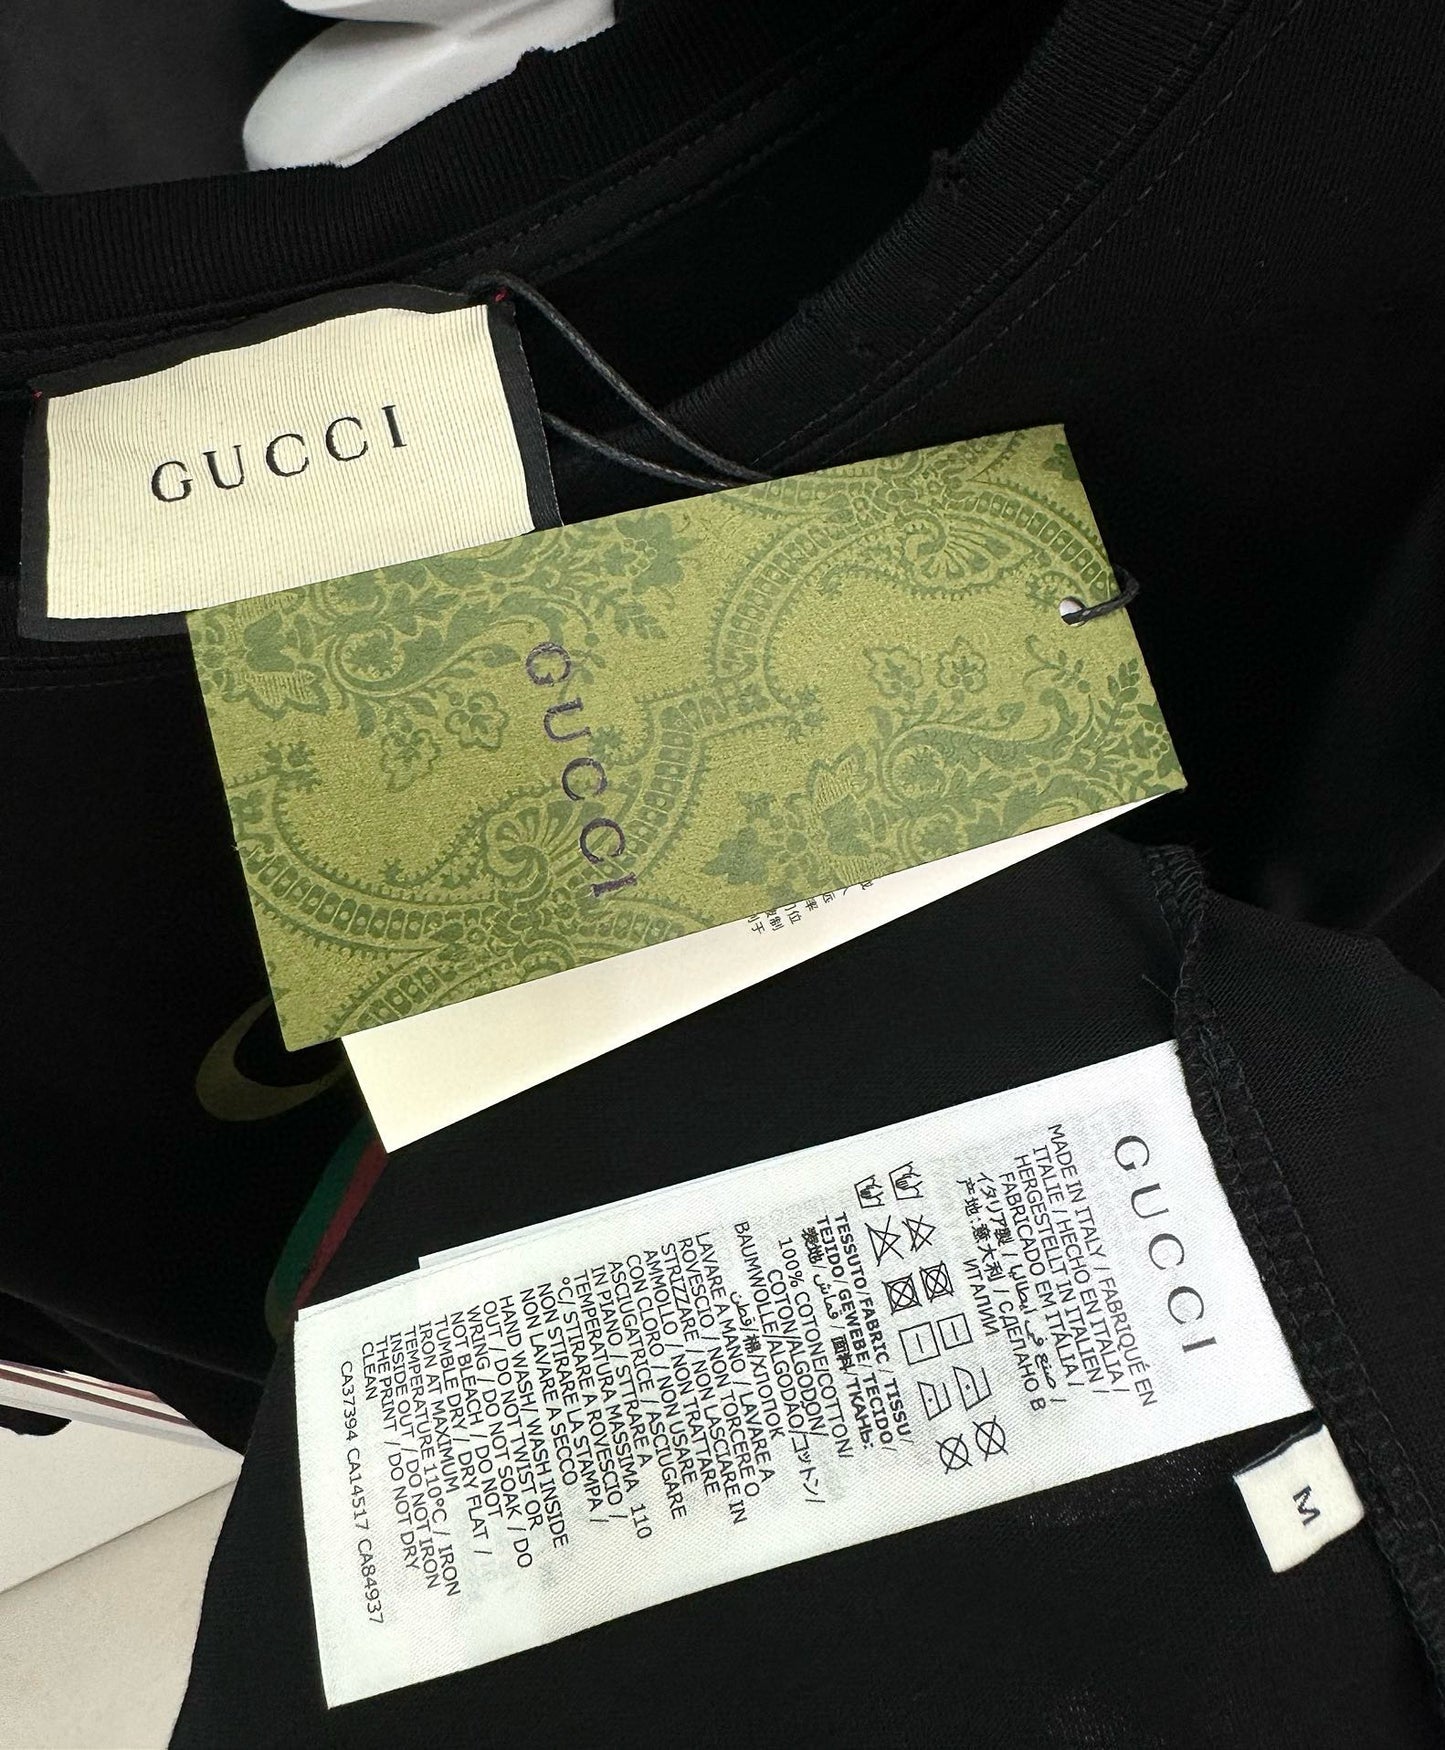 GUCCI
GUCCI
GUCCI
MADE IN ITALY / FABRIQUÉ EN
ITALIE / HECHO EN ITALIA /
HERGESTELLT IN ITALIEN /
FABRICADO EM ITÁLIA /
イタリア製 / صنع في إيطاليا / СДЕЛАНО В
产地:意大利 / ИТАЛИИ
TESSUTO/FABRIC / TISSU/
TEJIDO/GEWEBE/TECIDO/
表地/ قماش/ 面料/ТКАНЬ:
100% COTONE/COTTON/
COTON/ALGODÓN/
BAUMWOLLE/ALGODAO/コットン/
قطن/棉/ХЛОПОК
LAVARE A MANO / LAVARE A
ROVESCIO / NON TORCERE O
STRIZZARE / NON LASCIARE IN
AMMOLLO / NON TRATTARE
CON CLORO / NON USARE
ASCIUGATRICE / ASCIUGARE
IN PIANO / STIRARE A
TEMPERATURA MASSIMA 110
°C/ STIRARE A ROVESCIO /
NON STIRARE LA STAMPA /
NON LAVARE A SECCO
HAND WASH/ WASH INSIDE
OUT / DO NOT TWIST OR
WRING / DO NOT SOAK / DO
NOT BLEACH / DO NOT
TUMBLE DRY / DRY FLAT /
IRON AT MAXIMUM
TEMPERATURE 110°C / IRON
INSIDE OUT / DO NOT IRON
THE PRINT / DO NOT DRY
CLEAN
CA37394 CA14517 CA84937
M